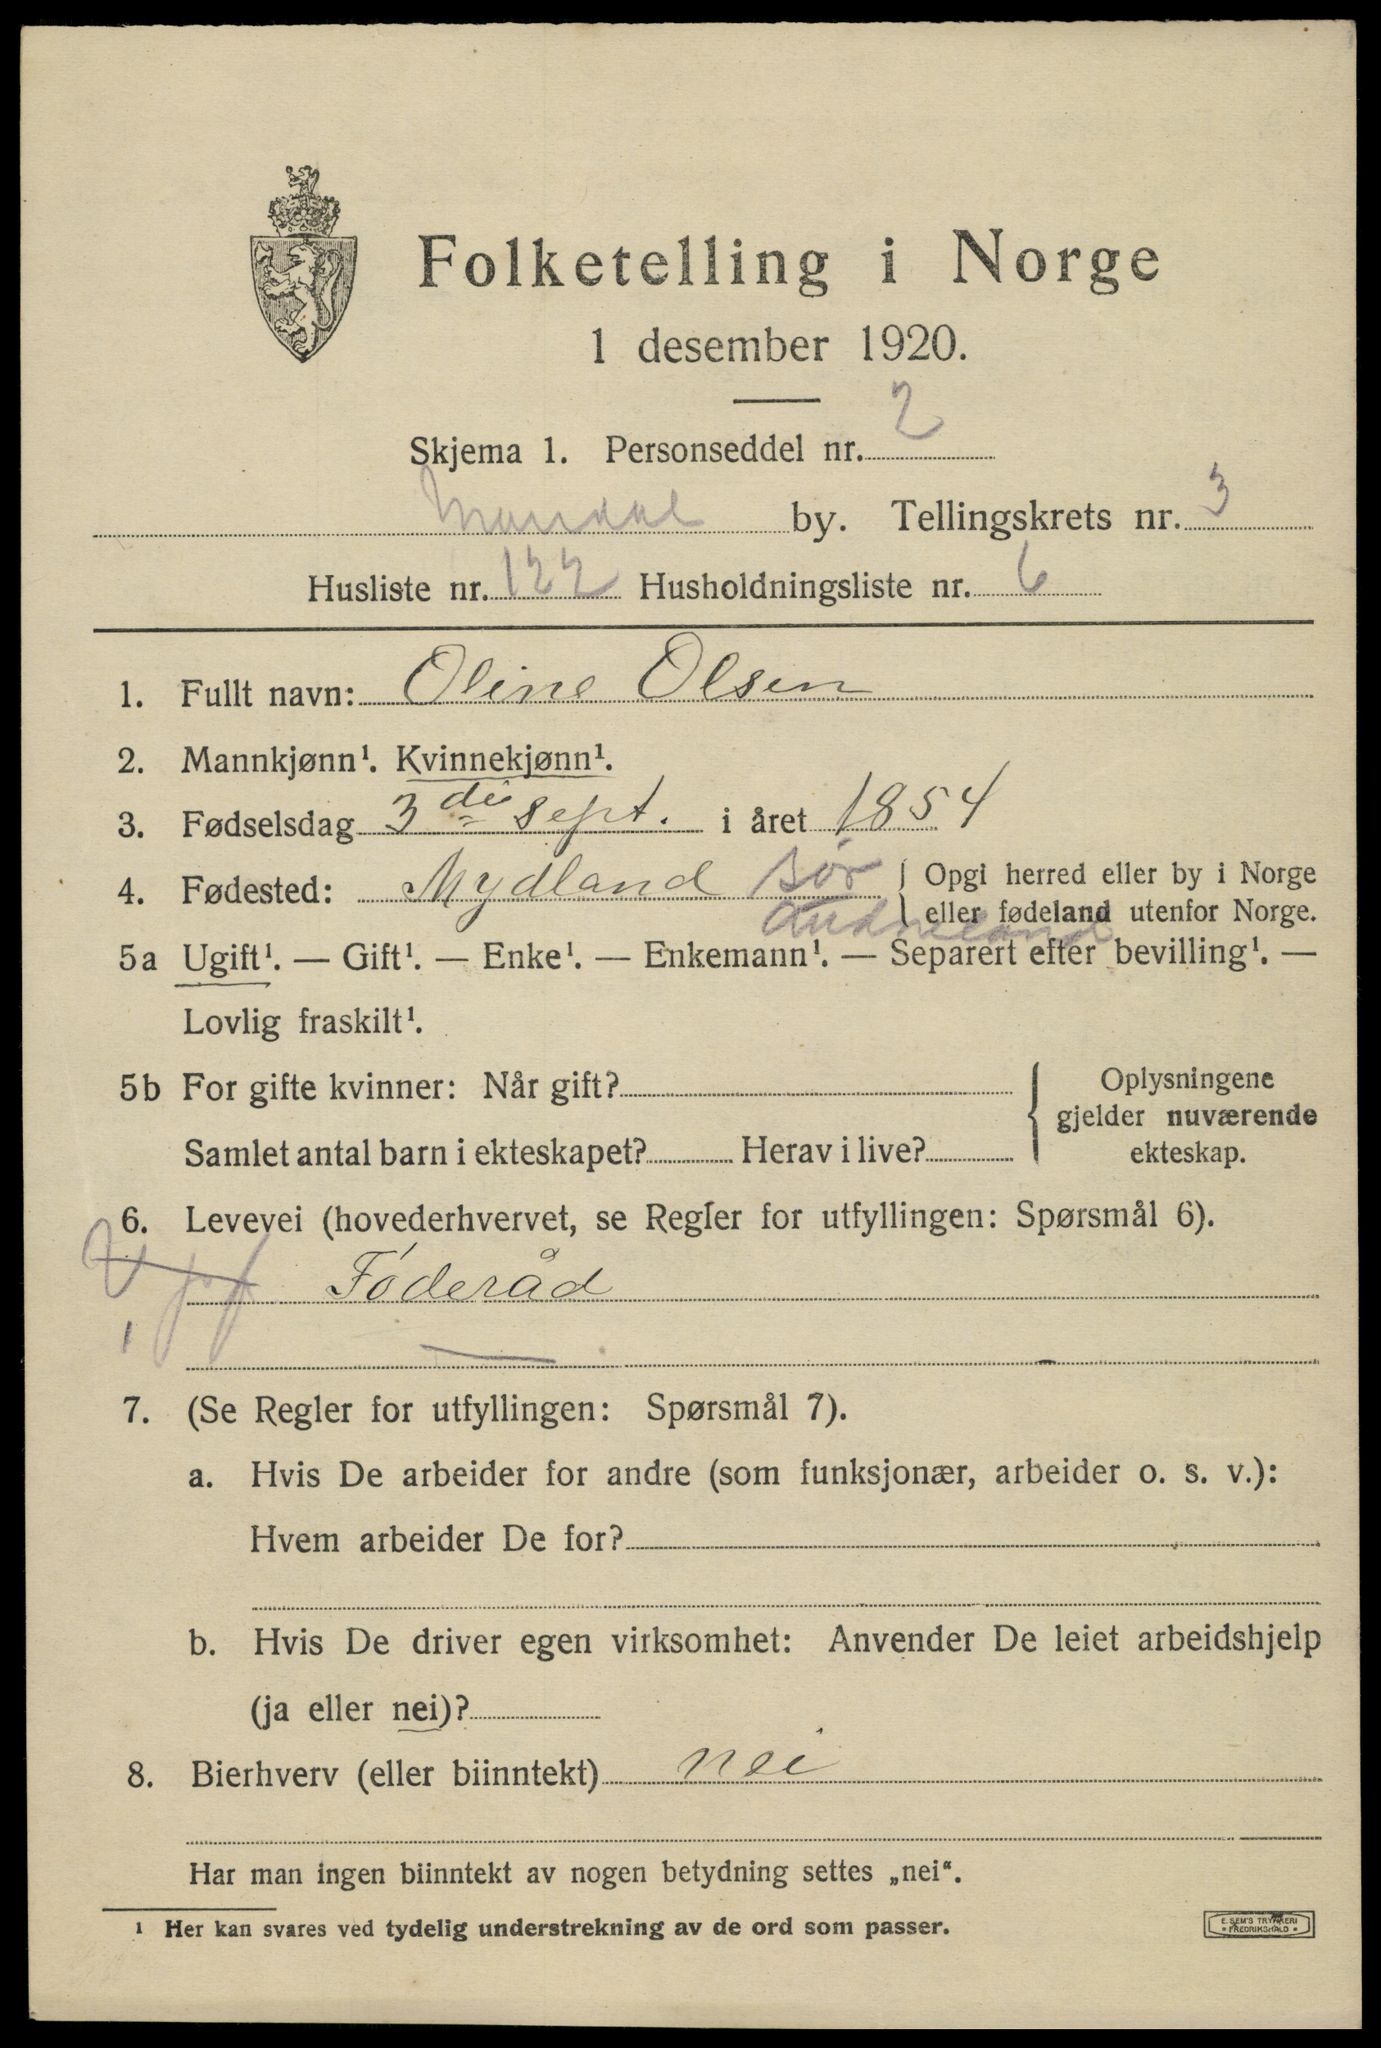 Folketelling i Norge
1 desember 1920.
Skjema 1. Personseddel nr. 2
Mandal by. Tellingskrets nr. 3
Husliste nr. 122 Husholdningsliste nr. 6
1. Fullt navn: Oline Olsen
2. Mannkjønn¹. Kvinnekjønn¹.
3. Fødselsdag 3die Sept. i året 1854
4. Fødested: Mydland Sør { Opgi herred eller by i Norge
Audnedal eller fødeland utenfor Norge.
5a Ugift¹. — Gift¹. — Enke¹. — Enkemann¹. — Separert efter bevilling¹. —
Lovlig fraskilt¹.
5b For gifte kvinner: Når gift? { Oplysningene
gjelder nuværende
Samlet antal barn i ekteskapet? Herav i live? ekteskap.
6. Levevei (hovederhvervet, se Regler for utfyllingen: Spørsmål 6).
Føderåd
1
7. (Se Regler for utfyllingen: Spørsmål 7).
a. Hvis De arbeider for andre (som funksjonær, arbeider o. s. v.):
Hvem arbeider De for?
b. Hvis De driver egen virksomhet: Anvender De leiet arbeidshjelp
(ja eller nei)?
8. Bierhverv (eller biinntekt) nei
Har man ingen biinntekt av nogen betydning settes „nei“.
¹ Her kan svares ved tydelig understrekning av de ord som passer.
E. SEM'S TRYKKERI
FREDRIKSHALD